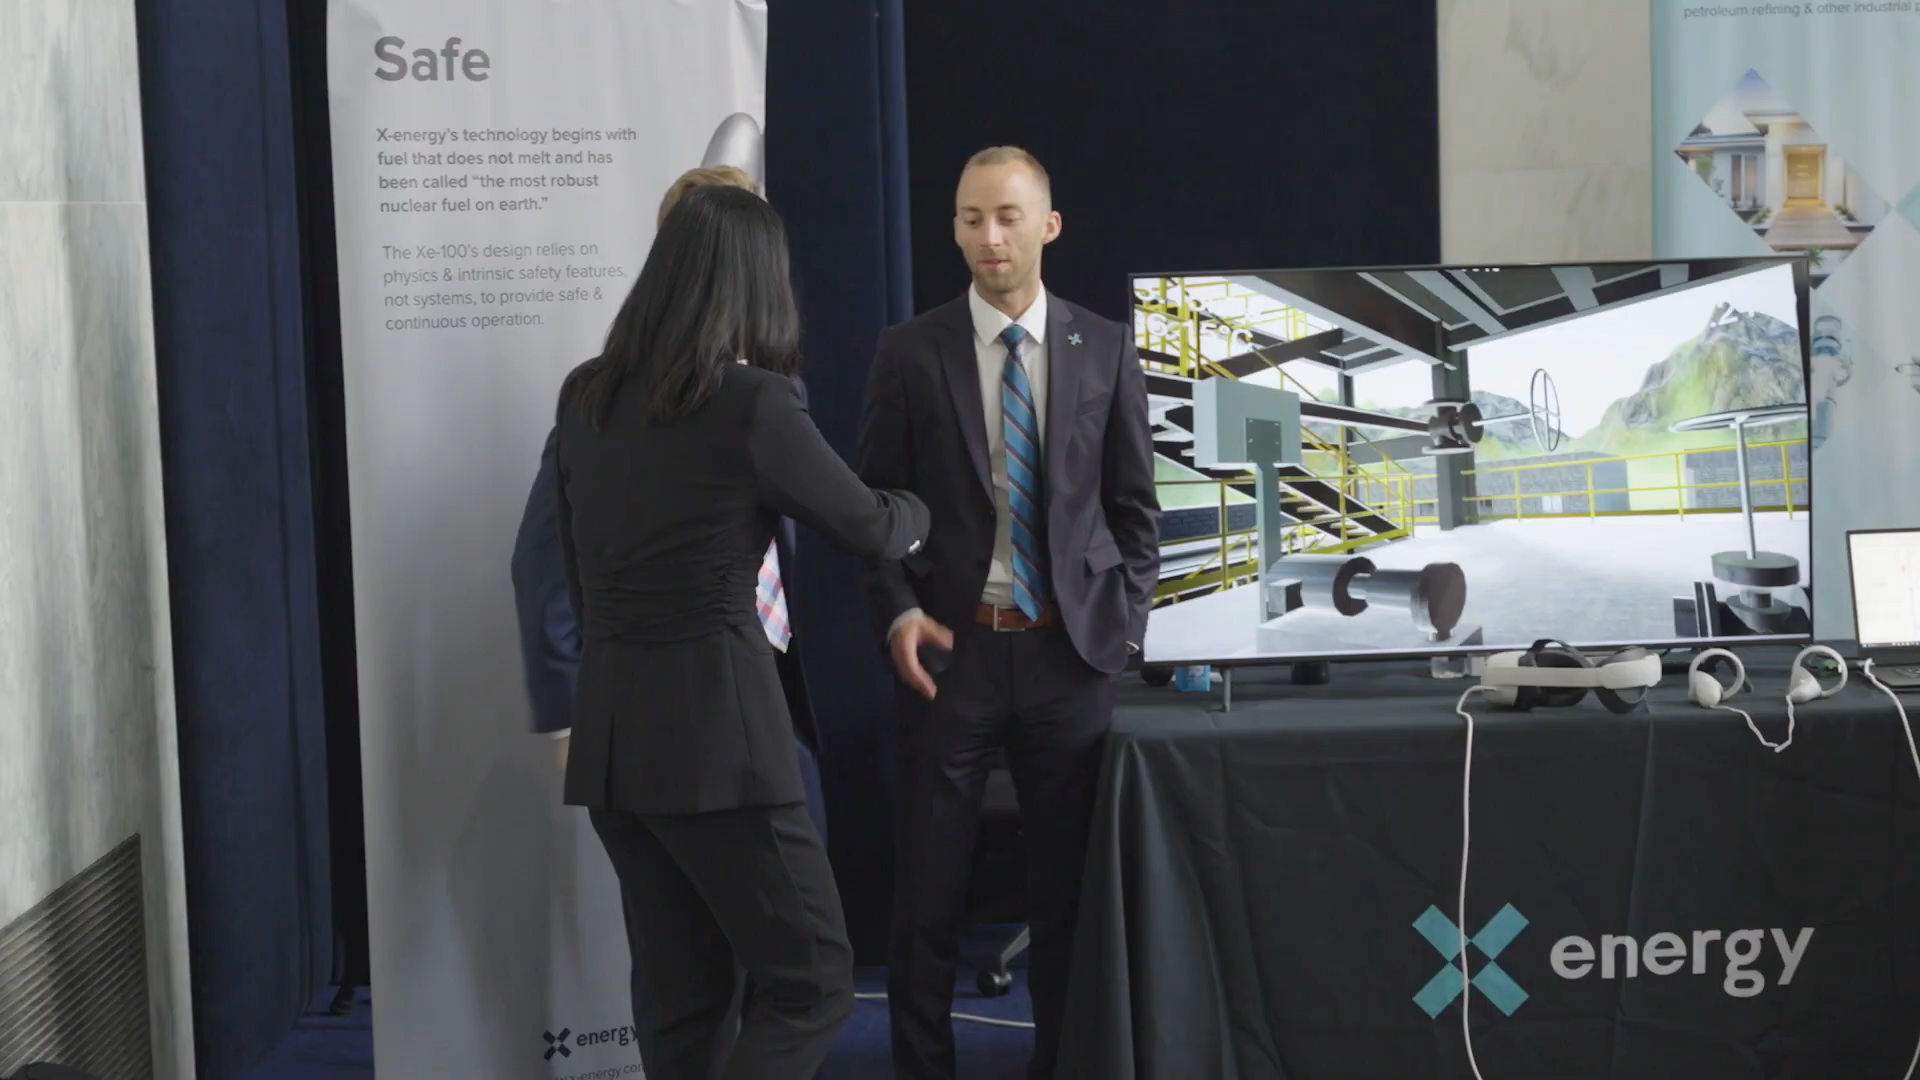 Safe
X-energy's technology begins with
fuel that does not melt and has
been called "the most robust
nuclear fuel on earth."
The Xe-100's design relies on
physics & intrinsic safety features,
not systems, to provide safe &
continuous operation.
energy
petroleum refining & other industrial
energy